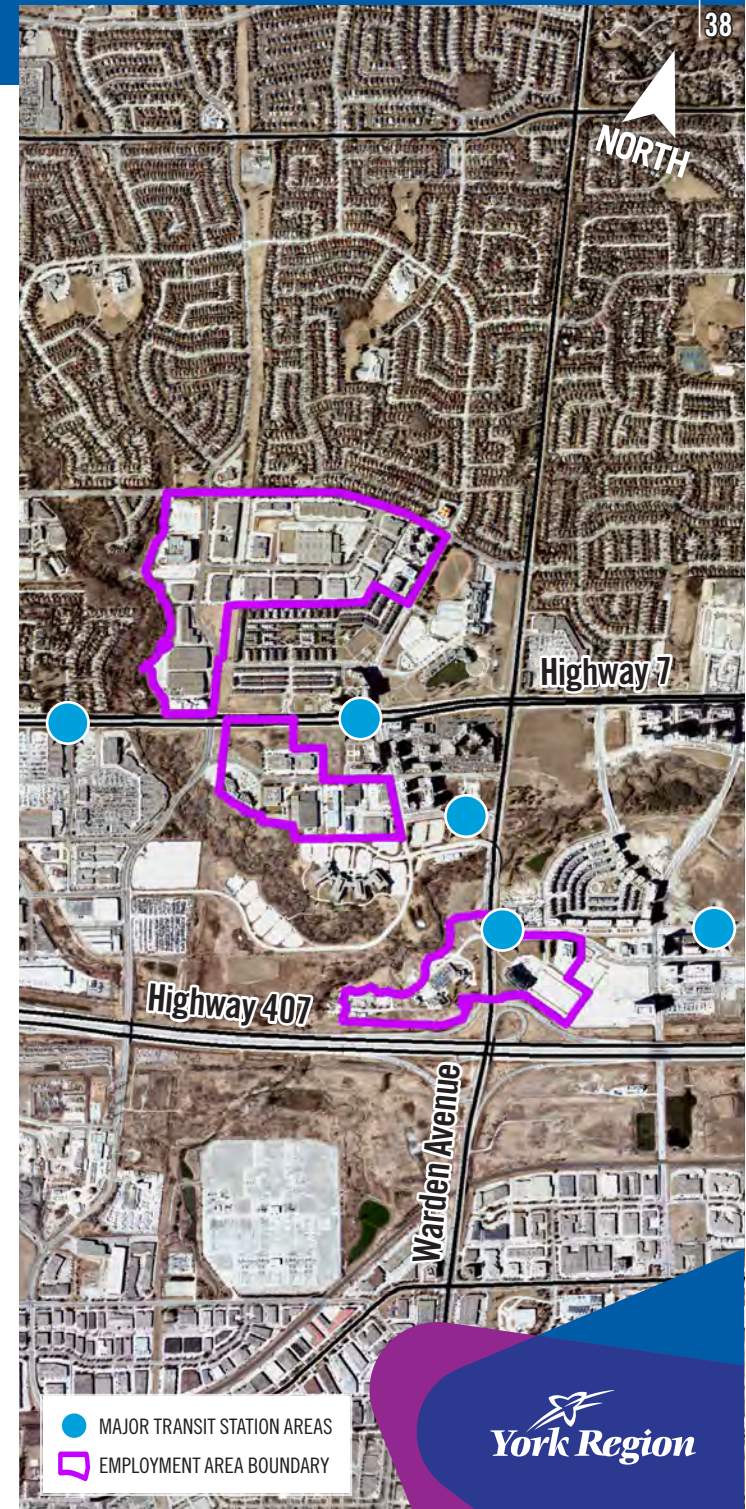 38
NORTH
Highway 7
Highway 407
Warden Avenue
MAJOR TRANSIT STATION AREAS
EMPLOYMENT AREA BOUNDARY
York Region